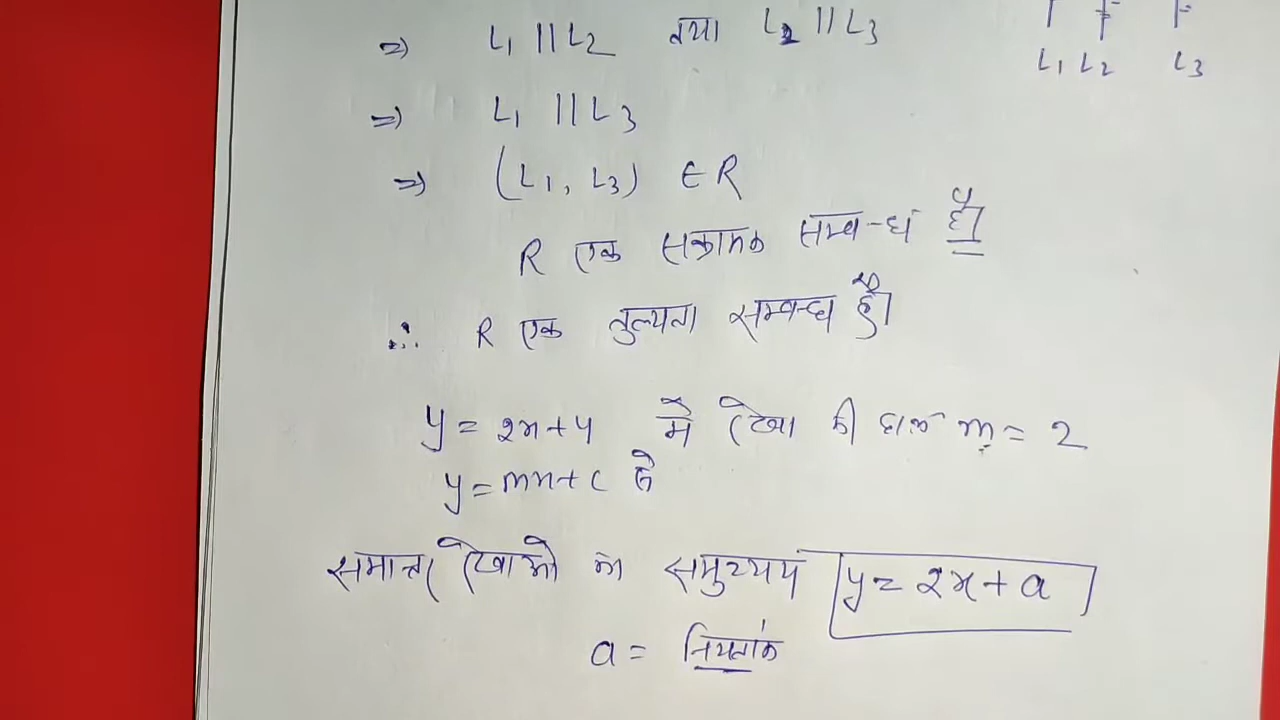 => L₁ || L₂ तथा L₂ || L₃
L₁ L₂ L₃
=> L₁ || L₃
=> (L₁, L₃) ∈ R
R एक सक्रामक सम्बन्ध है।
∴ R एक तुल्यता सम्बन्ध है।
y = 2x + 4 में रेखा की ढाल m = 2
y = mx + c से
समान्तर रेखाओ का समुच्चय y = 2x + a
a = नियतांक